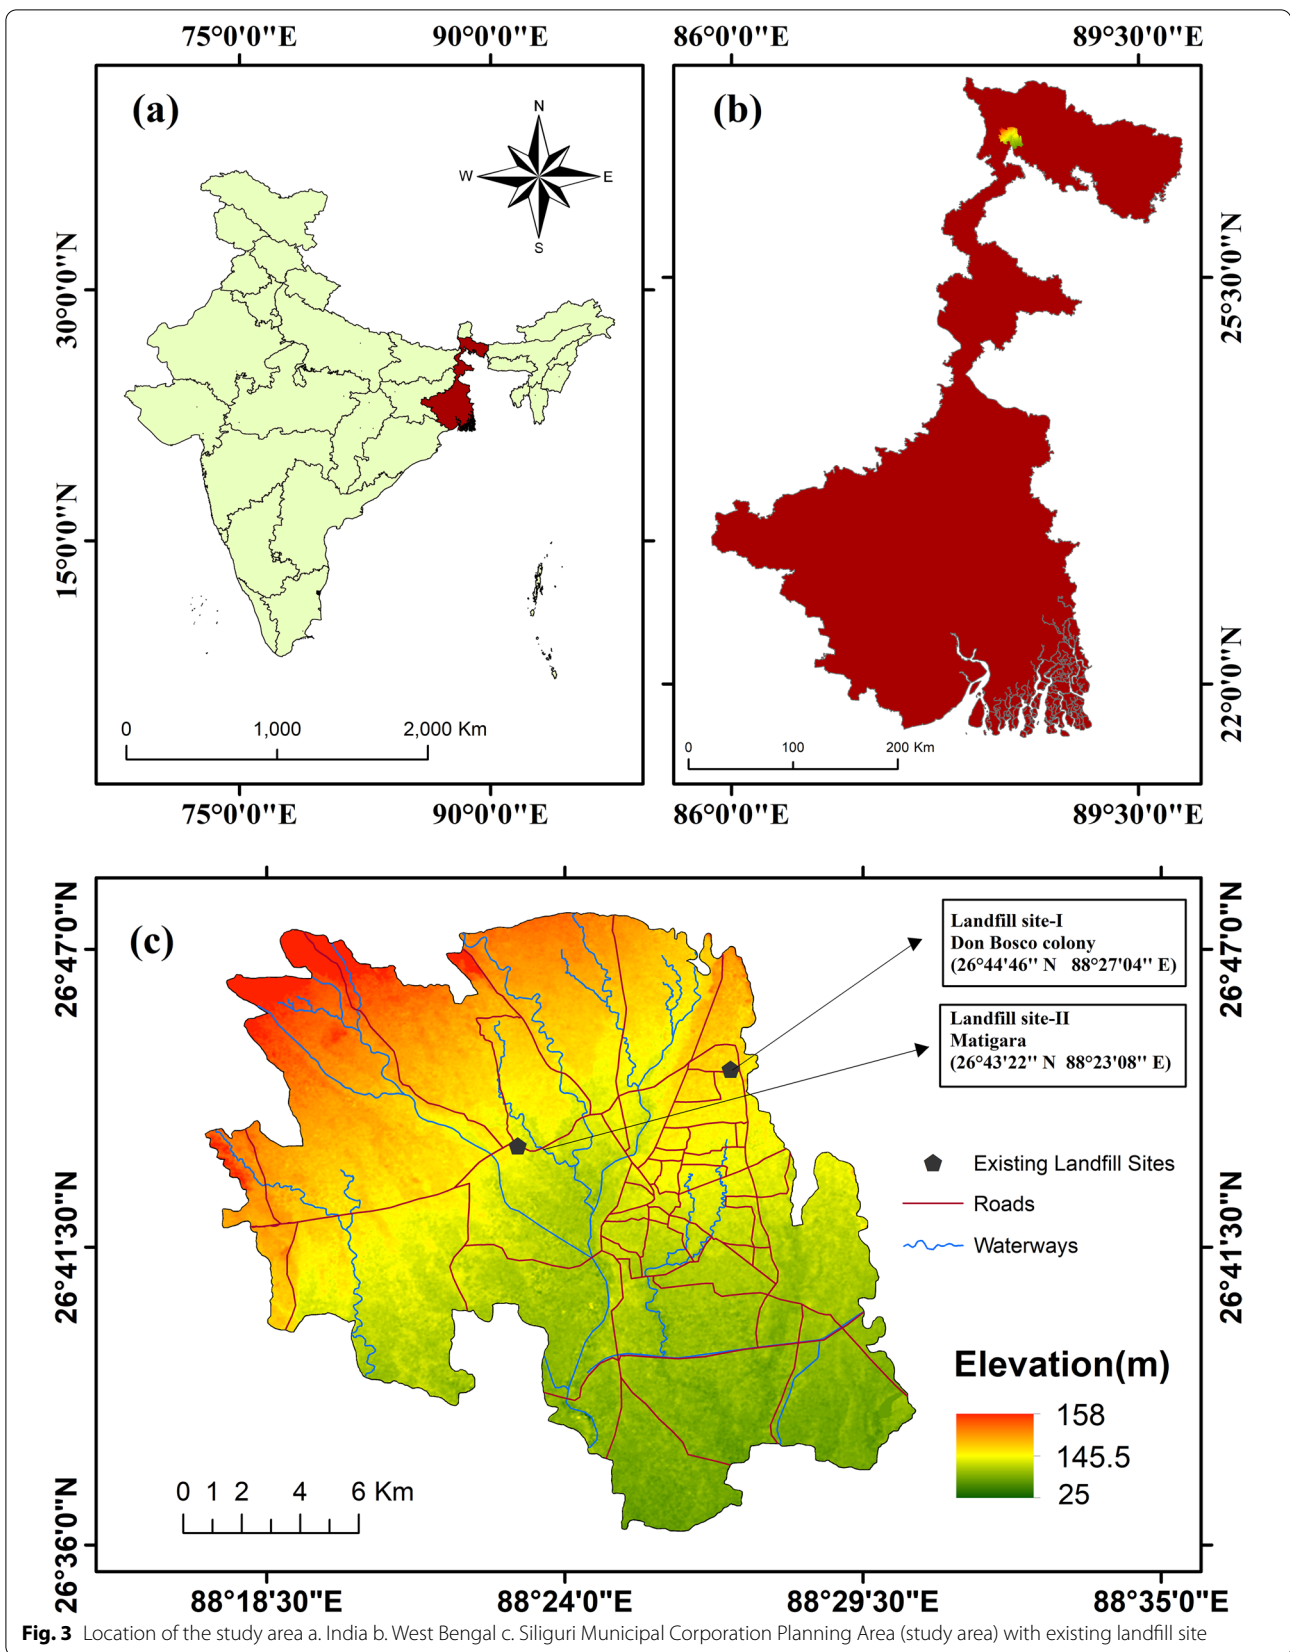 75°0'0"E 90°0'0"E 86°0'0"E 89°30'0"E
(a)
N
W E
S
(b)
30°0'0"N
15°0'0"N
25°30'0"N
22°0'0"N
0 1,000 2,000 Km
0 100 200 Km
75°0'0"E 90°0'0"E 86°0'0"E 89°30'0"E
(c)
26°47'0"N
26°41'30"N
26°36'0"N
26°47'0"N
26°41'30"N
Landfill site-I
Don Bosco colony
(26°44'46'' N 88°27'04'' E)
Landfill site-II
Matigara
(26°43'22'' N 88°23'08'' E)
Existing Landfill Sites
Roads
Waterways
Elevation(m)
158
145.5
25
0 1 2 4 6 Km
88°18'30"E 88°24'0"E 88°29'30"E 88°35'0"E
Fig. 3 Location of the study area a. India b. West Bengal c. Siliguri Municipal Corporation Planning Area (study area) with existing landfill site